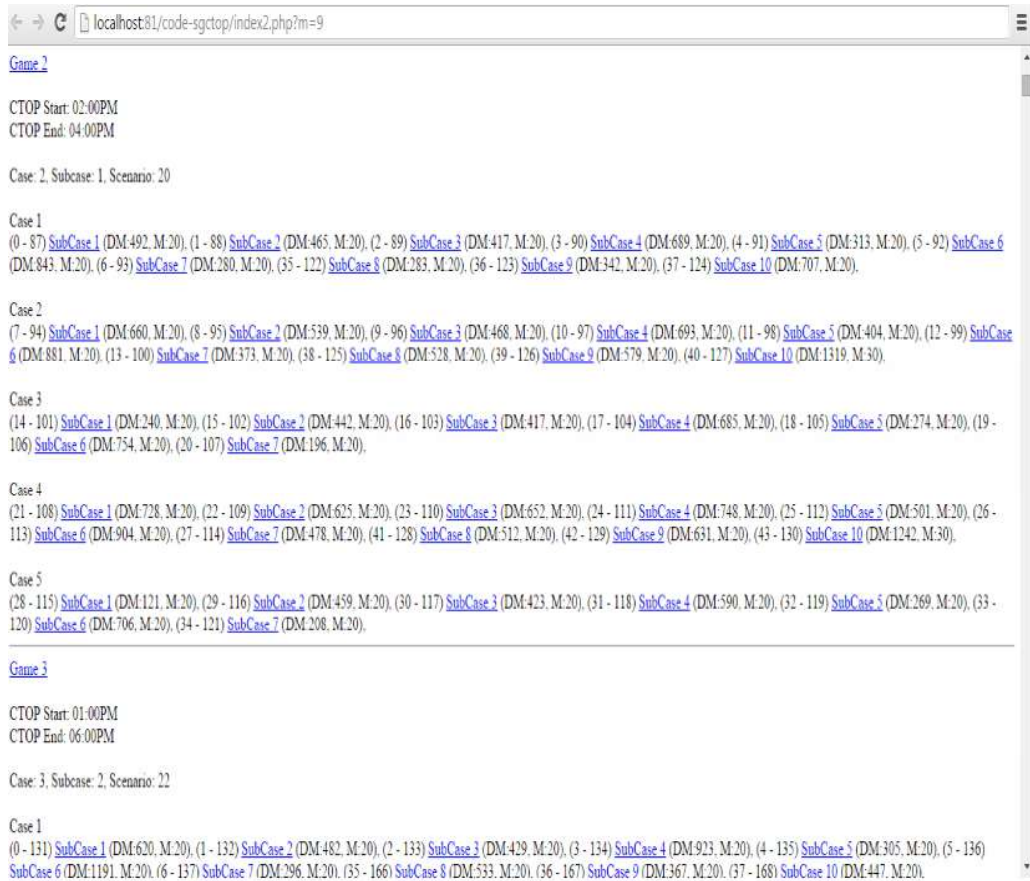 localhost:81/code-sgctop/index2.php?m=9
Game 2
CTOP Start: 02:00PM
CTOP End: 04:00PM
Case: 2, Subcase: 1, Scenario: 20
Case 1
(0 - 87) SubCase 1 (DM:492, M:20), (1 - 88) SubCase 2 (DM:465, M:20), (2 - 89) SubCase 3 (DM:417, M:20), (3 - 90) SubCase 4 (DM:689, M:20), (4 - 91) SubCase 5 (DM:313, M:20), (5 - 92) SubCase 6
(DM:843, M:20), (6 - 93) SubCase 7 (DM:280, M:20), (35 - 122) SubCase 8 (DM:283, M:20), (36 - 123) SubCase 9 (DM:342, M:20), (37 - 124) SubCase 10 (DM:707, M:20),
Case 2
(7 - 94) SubCase 1 (DM:660, M:20), (8 - 95) SubCase 2 (DM:539, M:20), (9 - 96) SubCase 3 (DM:468, M:20), (10 - 97) SubCase 4 (DM:693, M:20), (11 - 98) SubCase 5 (DM:404, M:20), (12 - 99) SubCase
6 (DM:881, M:20), (13 - 100) SubCase 7 (DM:373, M:20), (38 - 125) SubCase 8 (DM:528, M:20), (39 - 126) SubCase 9 (DM:579, M:20), (40 - 127) SubCase 10 (DM:1319, M:30),
Case 3
(14 - 101) SubCase 1 (DM:240, M:20), (15 - 102) SubCase 2 (DM:442, M:20), (16 - 103) SubCase 3 (DM:417, M:20), (17 - 104) SubCase 4 (DM:685, M:20), (18 - 105) SubCase 5 (DM:274, M:20), (19 -
106) SubCase 6 (DM:754, M:20), (20 - 107) SubCase 7 (DM:196, M:20),
Case 4
(21 - 108) SubCase 1 (DM:728, M:20), (22 - 109) SubCase 2 (DM:625, M:20), (23 - 110) SubCase 3 (DM:652, M:20), (24 - 111) SubCase 4 (DM:748, M:20), (25 - 112) SubCase 5 (DM:501, M:20), (26 -
113) SubCase 6 (DM:904, M:20), (27 - 114) SubCase 7 (DM:478, M:20), (41 - 128) SubCase 8 (DM:512, M:20), (42 - 129) SubCase 9 (DM:631, M:20), (43 - 130) SubCase 10 (DM:1242, M:30),
Case 5
(28 - 115) SubCase 1 (DM:121, M:20), (29 - 116) SubCase 2 (DM:459, M:20), (30 - 117) SubCase 3 (DM:423, M:20), (31 - 118) SubCase 4 (DM:590, M:20), (32 - 119) SubCase 5 (DM:269, M:20), (33 -
120) SubCase 6 (DM:706, M:20), (34 - 121) SubCase 7 (DM:208, M:20),
Game 3
CTOP Start: 01:00PM
CTOP End: 06:00PM
Case: 3, Subcase: 2, Scenario: 22
Case 1
(0 - 131) SubCase 1 (DM:620, M:20), (1 - 132) SubCase 2 (DM:482, M:20), (2 - 133) SubCase 3 (DM:429, M:20), (3 - 134) SubCase 4 (DM:923, M:20), (4 - 135) SubCase 5 (DM:305, M:20), (5 - 136)
SubCase 6 (DM:1191, M:20), (6 - 137) SubCase 7 (DM:296, M:20), (35 - 166) SubCase 8 (DM:533, M:20), (36 - 167) SubCase 9 (DM:367, M:20), (37 - 168) SubCase 10 (DM:447, M:20),